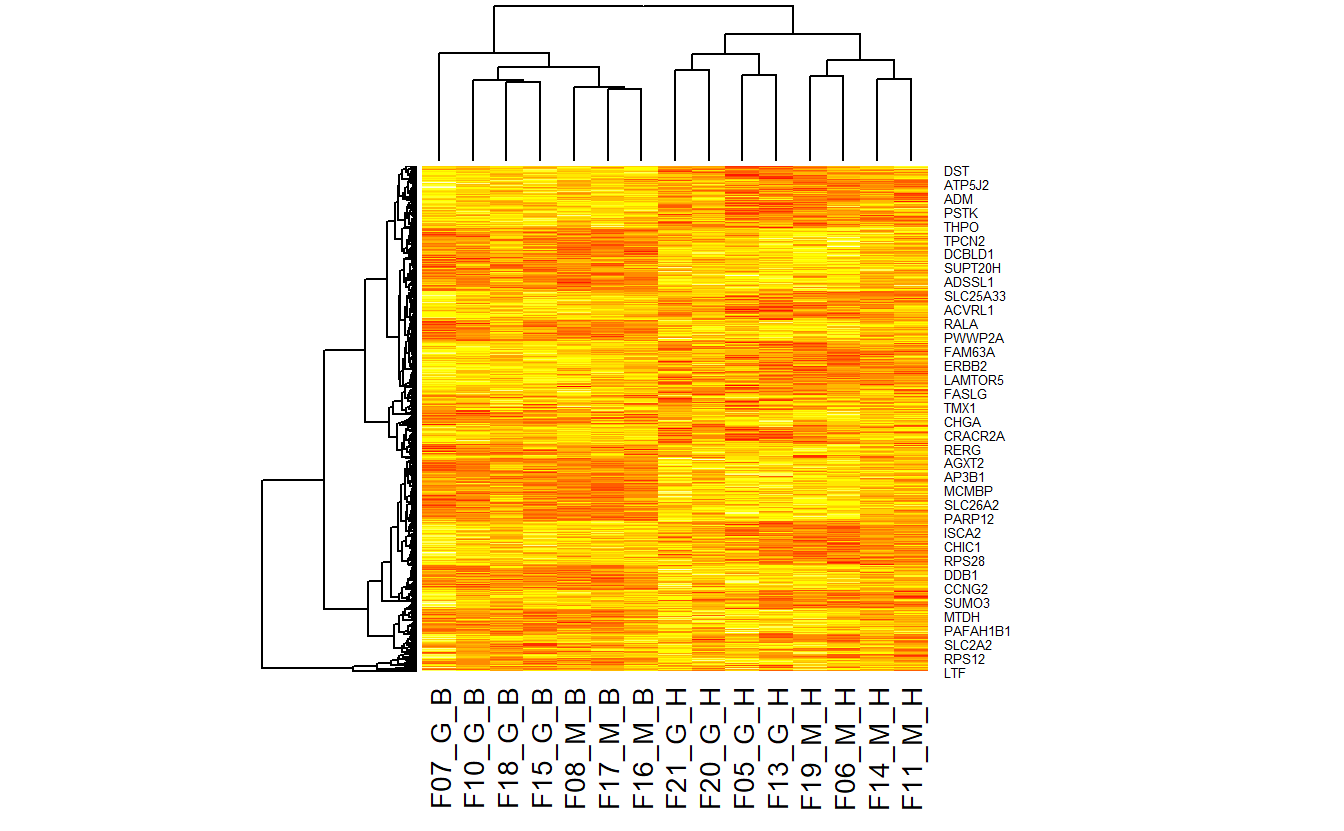 DST
ATP5J2
ADM
PSTK
THPO
TPCN2
DCBLD1
SUPT20H
ADSSL1
SLC25A33
ACVRL1
RALA
PWWP2A
FAM63A
ERBB2
LAMTOR5
FASLG
TMX1
CHGA
CRACR2A
RERG
AGXT2
AP3B1
MCMBP
SLC26A2
PARP12
ISCA2
CHIC1
RPS28
DDB1
CCNG2
SUMO3
MTDH
PAFAH1B1
SLC2A2
RPS12
LTF
F07_G_B
F10_G_B
F18_G_B
F15_G_B
F08_M_B
F17_M_B
F16_M_B
F21_G_H
F20_G_H
F05_G_H
F13_G_H
F19_M_H
F06_M_H
F14_M_H
F11_M_H